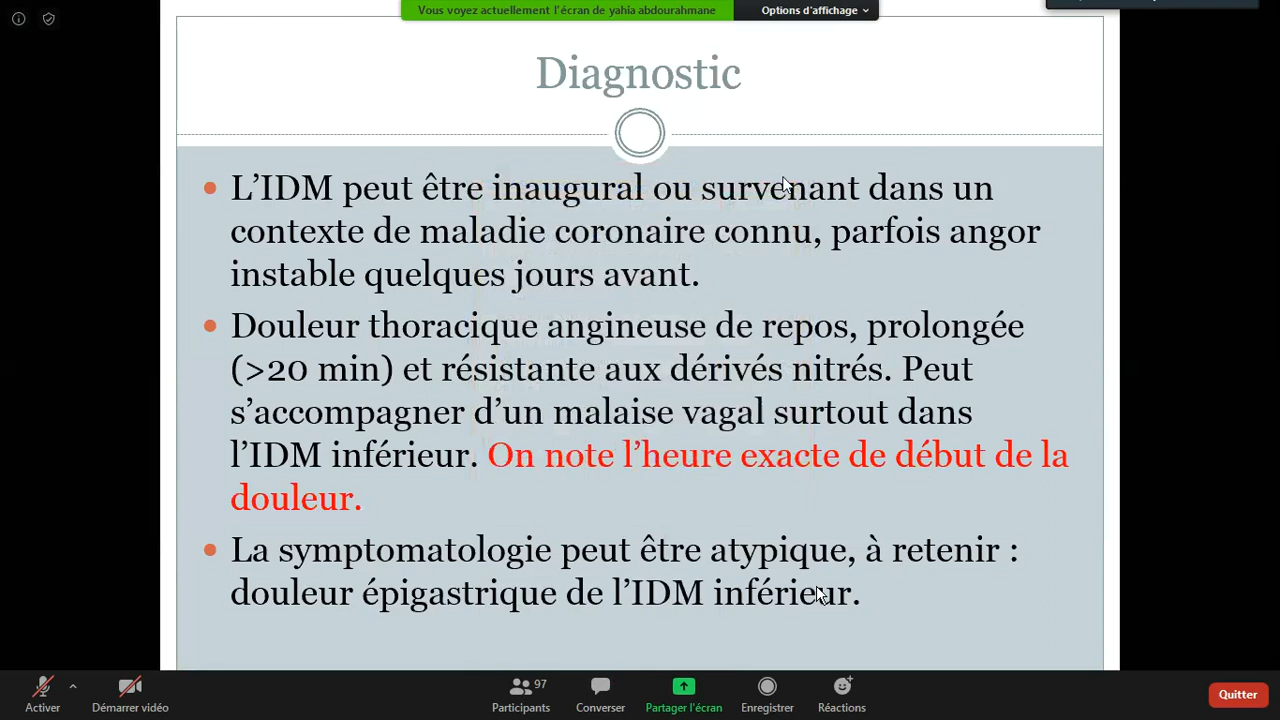 Vous voyez actuellement l'écran de yahia abdourahmane
Options d'affichage
Diagnostic
L'IDM peut être inaugural ou survenant dans un
contexte de maladie coronaire connu, parfois angor
instable quelques jours avant.
Douleur thoracique angineuse de repos, prolongée
(>20 min) et résistante aux dérivés nitrés. Peut
s'accompagner d'un malaise vagal surtout dans
l'IDM inférieur. On note l'heure exacte de début de la
douleur.
La symptomatologie peut être atypique, à retenir :
douleur épigastrique de l'IDM inférieur.
Activer
Démarrer vidéo
97
Participants
Converser
Partager l'écran
Enregistrer
Réactions
Quitter